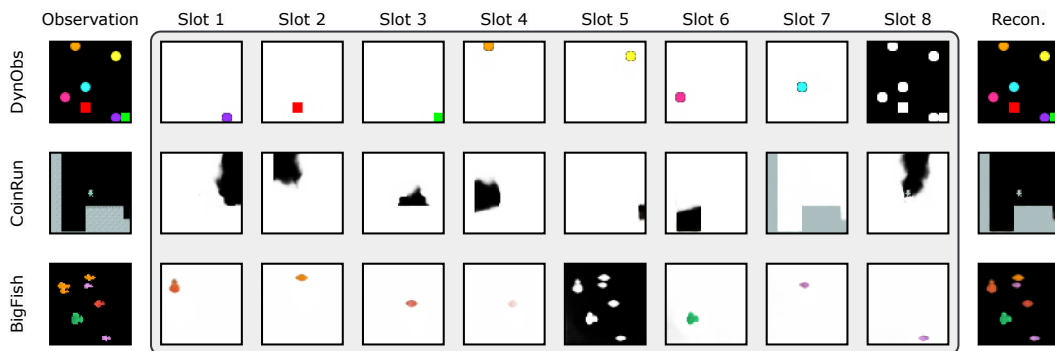 Observation Slot 1 Slot 2 Slot 3 Slot 4 Slot 5 Slot 6 Slot 7 Slot 8 Recon.
DynObs
CoinRun
BigFish